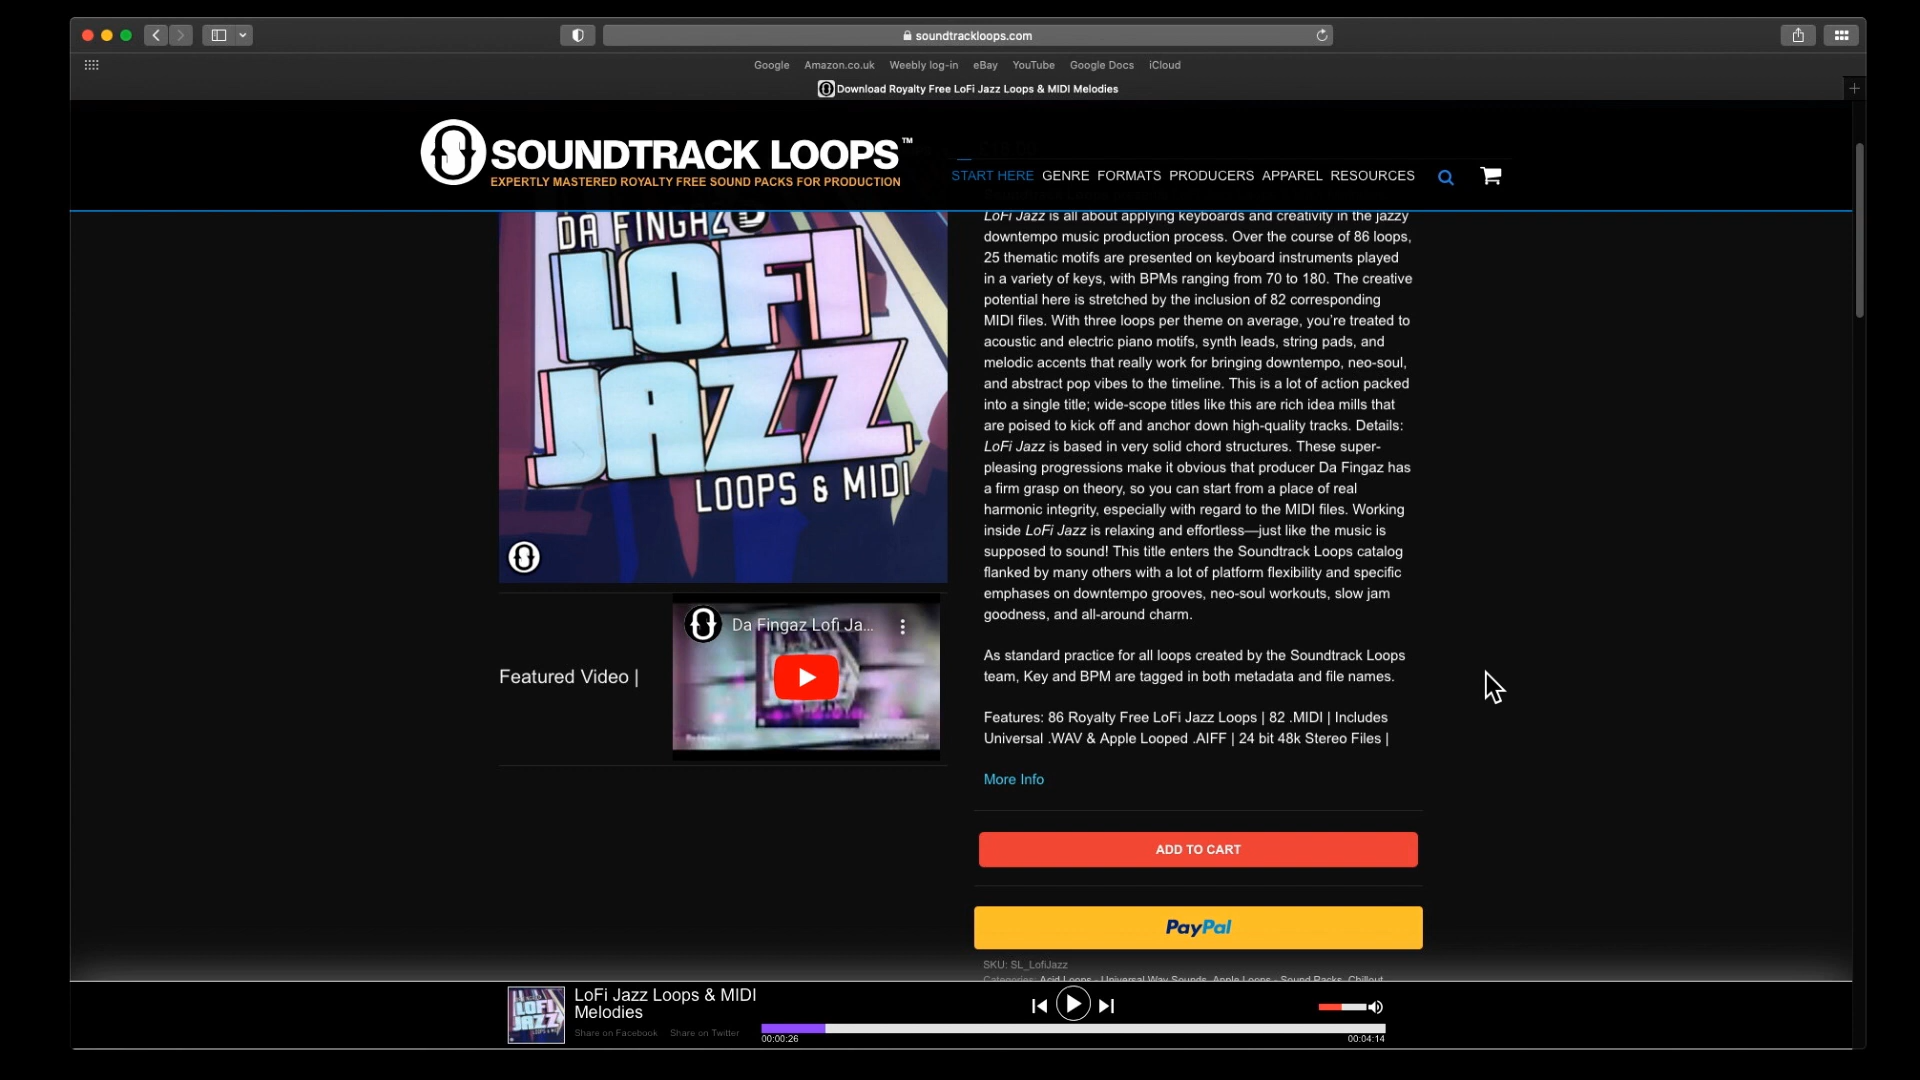 soundtrackloops.com
Google Amazon.co.uk Weebly log-in eBay YouTube Google Docs iCloud
Download Royalty Free LoFi Jazz Loops & MIDI Melodies
SOUNDTRACK LOOPS™
EXPERTLY MASTERED ROYALTY FREE SOUND PACKS FOR PRODUCTION
START HERE GENRE FORMATS PRODUCERS APPAREL RESOURCES
DA FINGAZ
LOFI
JAZZ
LOOPS & MIDI
LoFi Jazz is all about applying keyboards and creativity in the jazzy
downtempo music production process. Over the course of 86 loops,
25 thematic motifs are presented on keyboard instruments played
in a variety of keys, with BPMs ranging from 70 to 180. The creative
potential here is stretched by the inclusion of 82 corresponding
MIDI files. With three loops per theme on average, you’re treated to
acoustic and electric piano motifs, synth leads, string pads, and
melodic accents that really work for bringing downtempo, neo-soul,
and abstract pop vibes to the timeline. This is a lot of action packed
into a single title; wide-scope titles like this are rich idea mills that
are poised to kick off and anchor down high-quality tracks. Details:
LoFi Jazz is based in very solid chord structures. These super-
pleasing progressions make it obvious that producer Da Fingaz has
a firm grasp on theory, so you can start from a place of real
harmonic integrity, especially with regard to the MIDI files. Working
inside LoFi Jazz is relaxing and effortless—just like the music is
supposed to sound! This title enters the Soundtrack Loops catalog
flanked by many others with a lot of platform flexibility and specific
emphases on downtempo grooves, neo-soul workouts, slow jam
goodness, and all-around charm.
As standard practice for all loops created by the Soundtrack Loops
team, Key and BPM are tagged in both metadata and file names.
Features: 86 Royalty Free LoFi Jazz Loops | 82 .MIDI | Includes
Universal .WAV & Apple Looped .AIFF | 24 bit 48k Stereo Files |
More Info
Featured Video |
Da Fingaz Lofi Ja...
ADD TO CART
PayPal
SKU: SL_LofiJazz
Categories: Acid Loops - Universal Wav Sounds, Apple Loops - Sound Packs, Chillout
LOFI
JAZZ
LoFi Jazz Loops & MIDI
Melodies
Share on Facebook Share on Twitter
00:00:26
00:04:14